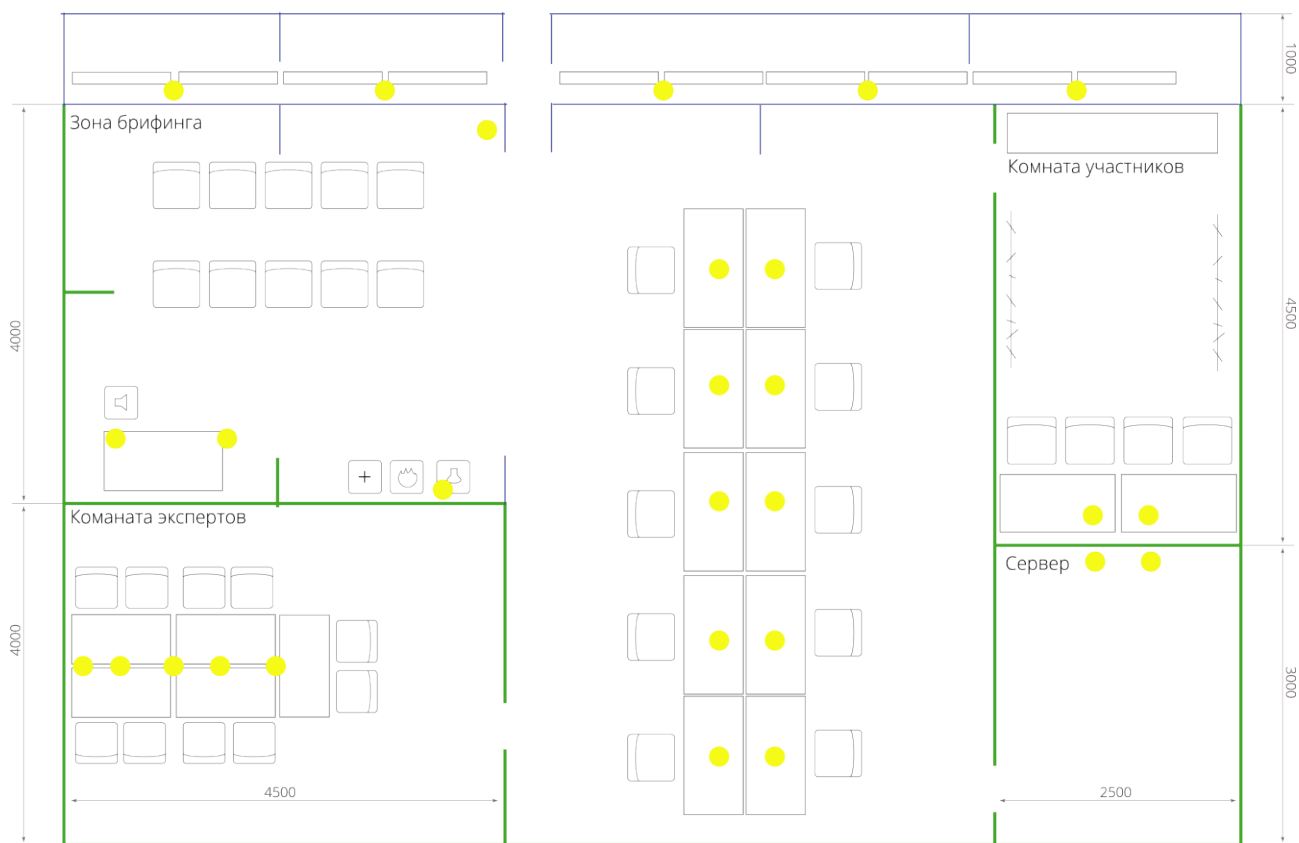 1000
Зона брифинга
Комната участников
4000
4500
Команата экспертов
Сервер
4000
3000
4500
2500